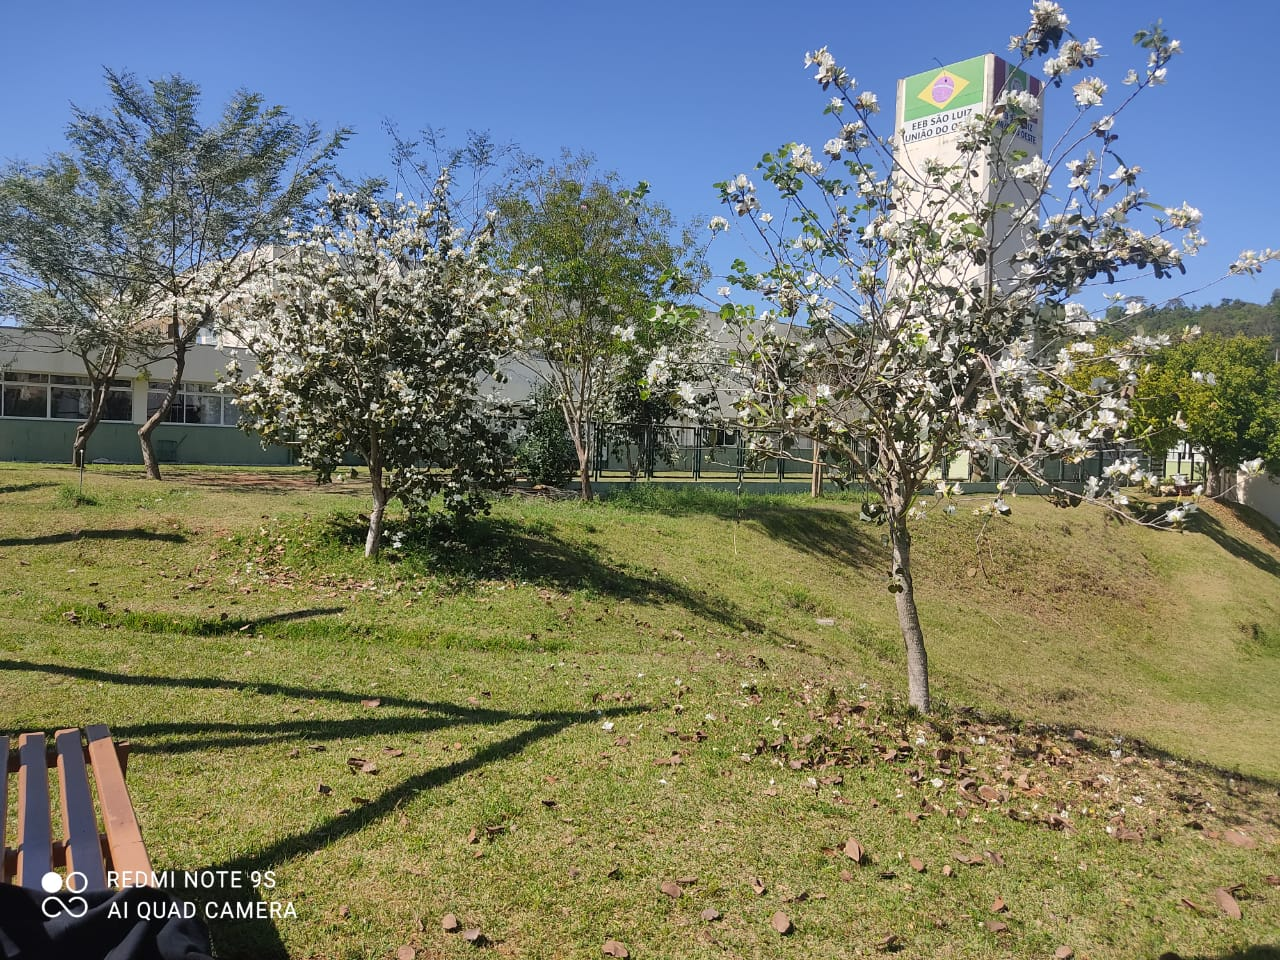 EEB SÃO LUIZ
UNIÃO DO
REDMI NOTE 9S
AI QUAD CAMERA